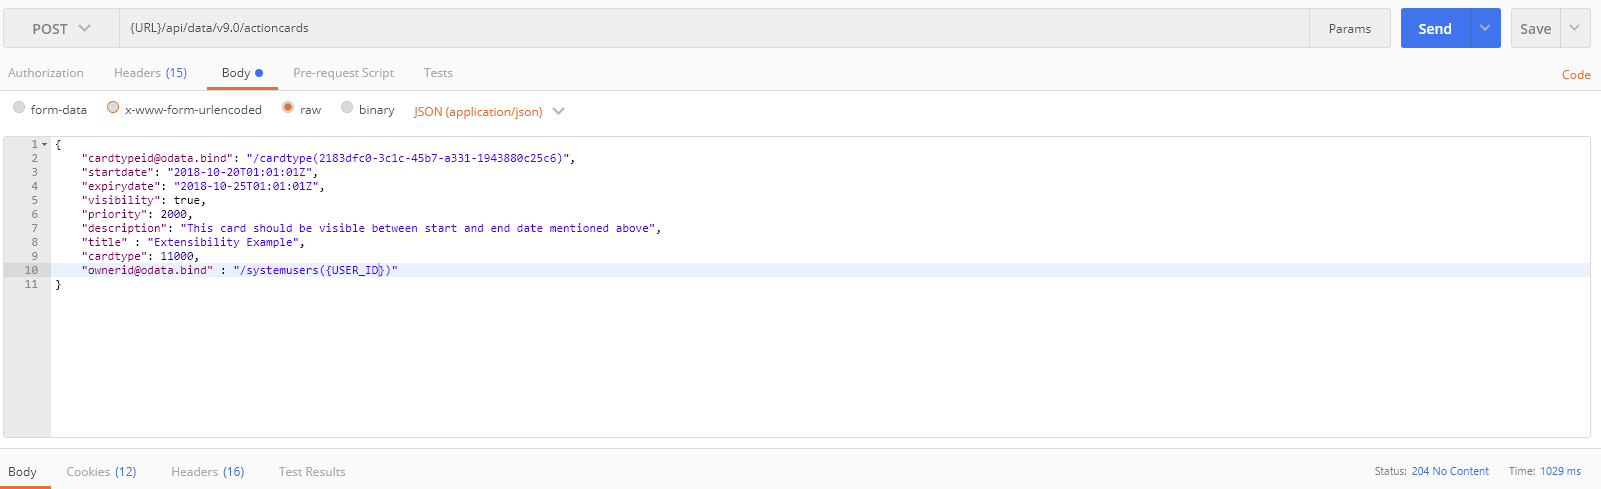 POST {URL}/api/data/v9.0/actioncards Params Send Save
Authorization Headers (15) Body Pre-request Script Tests Code
form-data x-www-form-urlencoded raw binary JSON (application/json)
1 {
2 "cardtypeid@odata.bind": "/cardtype(2183dfc0-3c1c-45b7-a331-1943880c25c6)",
3 "startdate": "2018-10-20T01:01:01Z",
4 "expirydate": "2018-10-25T01:01:01Z",
5 "visibility": true,
6 "priority": 2000,
7 "description": "This card should be visible between start and end date mentioned above",
8 "title" : "Extensibility Example",
9 "cardtype": 11000,
10 "ownerid@odata.bind" : "/systemusers({USER_ID})"
11 }
Body Cookies (12) Headers (16) Test Results Status: 204 No Content Time: 1029 ms